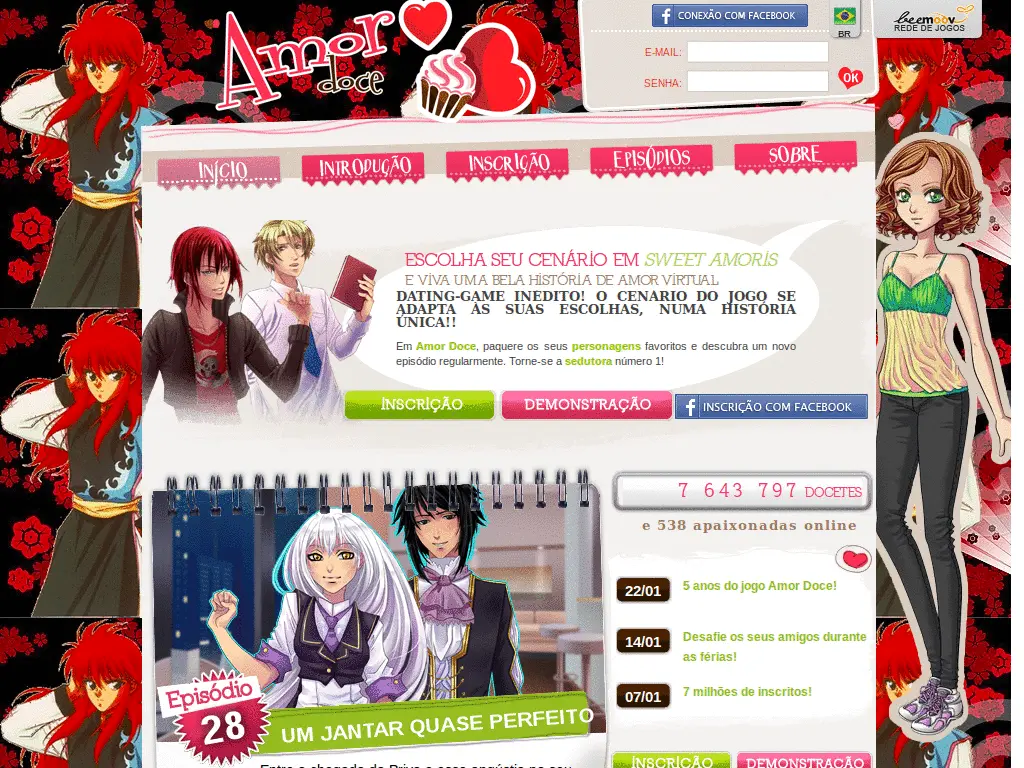 Amor
doce
CONEXÃO COM FACEBOOK
BR
beemoov
REDE DE JOGOS
E-MAIL:
SENHA:
OK
INÍCIO
INTRODUÇÃO
INSCRIÇÃO
EPISÓDIOS
SOBRE
ESCOLHA SEU CENÁRIO EM SWEET AMORIS
E VIVA UMA BELA HISTÓRIA DE AMOR VIRTUAL
DATING-GAME INÉDITO! O CENÁRIO DO JOGO SE
ADAPTA ÀS SUAS ESCOLHAS, NUMA HISTÓRIA
ÚNICA!!
Em Amor Doce, paquere os seus personagens favoritos e descubra um novo
episódio regularmente. Torne-se a sedutora número 1!
INSCRIÇÃO
DEMONSTRAÇÃO
INSCRIÇÃO COM FACEBOOK
7 643 797 DOCETES
e 538 apaixonadas online
22/01 5 anos do jogo Amor Doce!
14/01 Desafie os seus amigos durante
as férias!
07/01 7 milhões de inscritos!
Episódio
28
UM JANTAR QUASE PERFEITO
INSCRIÇÃO
DEMONSTRAÇÃO